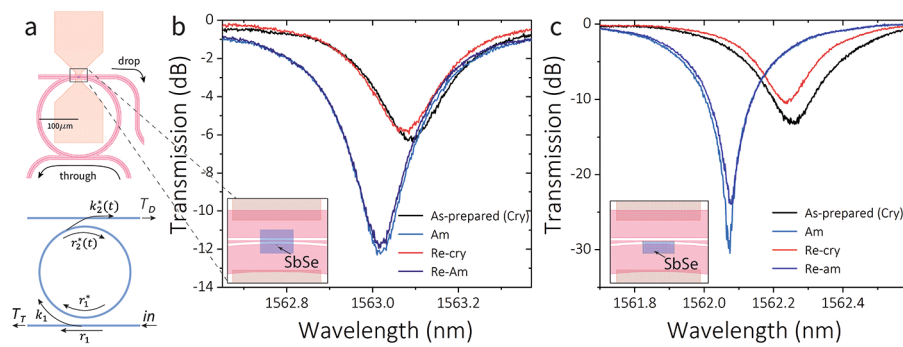 a
drop
100μm
through
k₂*(t)
T_D
r₂*(t)
r₁*
k₁
T_T
r₁
in
b
Transmission (dB)
0
-2
-4
-6
-8
-10
-12
-14
1562.8
1563.0
1563.2
Wavelength (nm)
As-prepared (Cry)
Am
Re-cry
Re-Am
SbSe
c
Transmission (dB)
0
-10
-20
-30
1561.8
1562.0
1562.2
1562.4
Wavelength (nm)
As-prepared (Cry)
Am
Re-cry
Re-am
SbSe